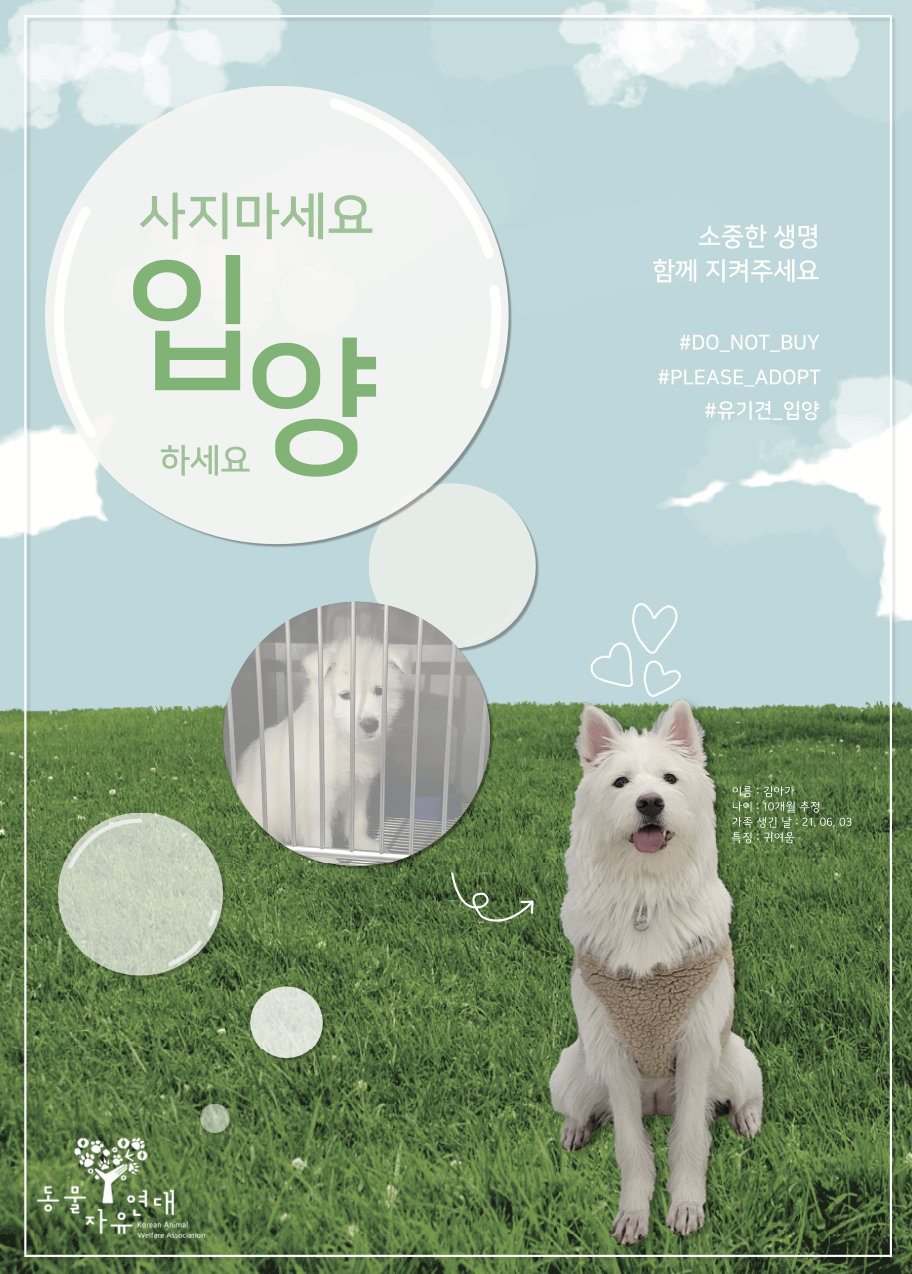 사지마세요
입양
하세요
소중한 생명
함께 지켜주세요
#DO_NOT_BUY
#PLEASE_ADOPT
#유기견_입양
이름 : 김아가
나이 : 10개월 추정
가족 생긴 날 : 21. 06. 03
특징 : 귀여움
동물
자유
연대
Korean Animal
Welfare Association